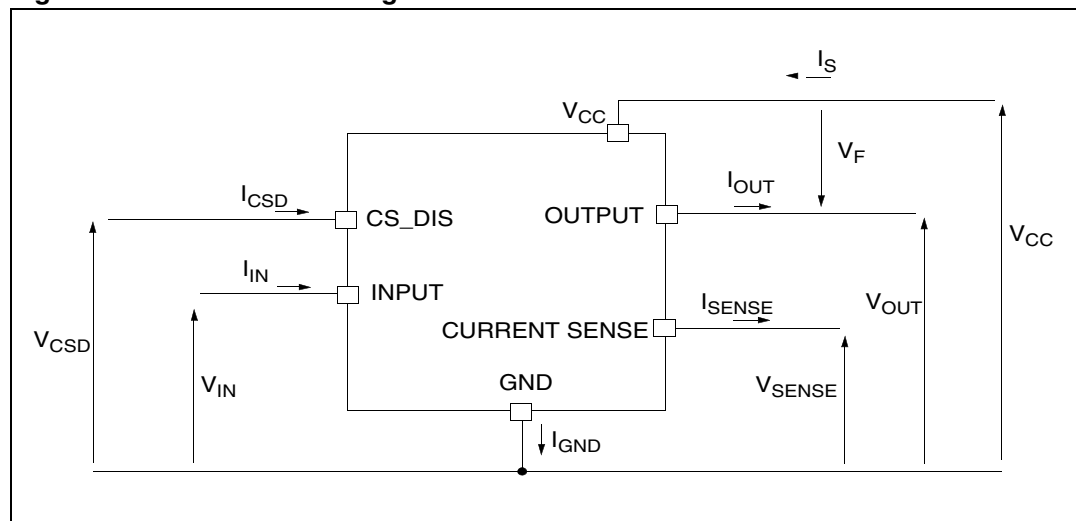 I_S
V_CC
V_F
I_CSD
I_OUT
CS_DIS
OUTPUT
V_CC
I_IN
INPUT
I_SENSE
V_OUT
CURRENT SENSE
V_CSD
V_IN
GND
V_SENSE
I_GND